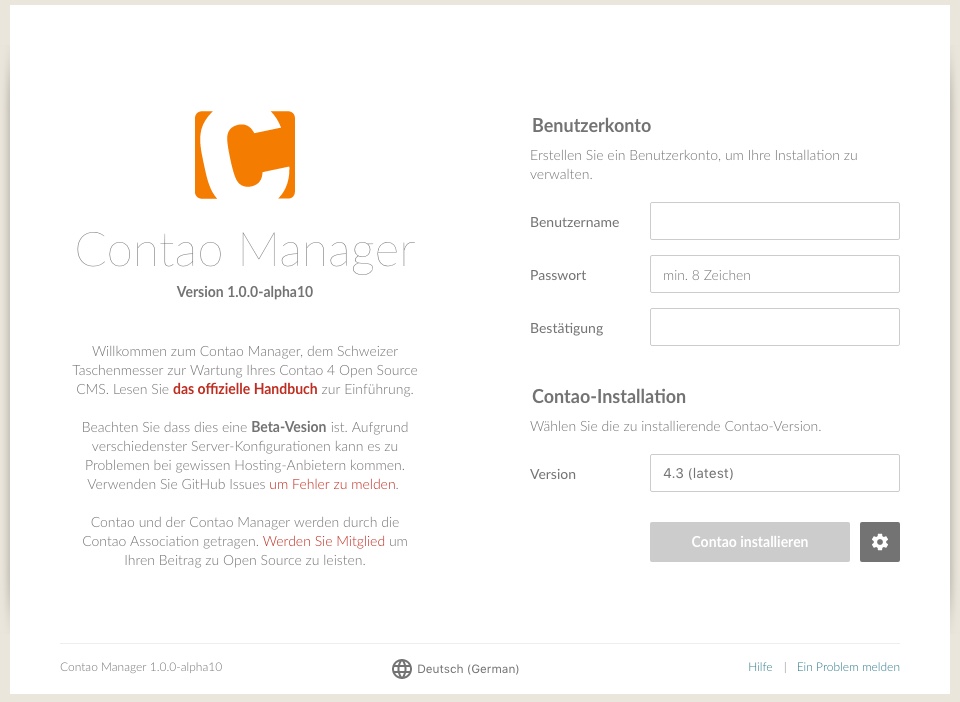 Contao Manager
Version 1.0.0-alpha10
Willkommen zum Contao Manager, dem Schweizer
Taschenmesser zur Wartung Ihres Contao 4 Open Source
CMS. Lesen Sie das offizielle Handbuch zur Einführung.
Beachten Sie dass dies eine Beta-Vesion ist. Aufgrund
verschiedenster Server-Konfigurationen kann es zu
Problemen bei gewissen Hosting-Anbietern kommen.
Verwenden Sie GitHub Issues um Fehler zu melden.
Contao und der Contao Manager werden durch die
Contao Association getragen. Werden Sie Mitglied um
Ihren Beitrag zu Open Source zu leisten.
Benutzerkonto
Erstellen Sie ein Benutzerkonto, um Ihre Installation zu
verwalten.
Benutzername
Passwort min. 8 Zeichen
Bestätigung
Contao-Installation
Wählen Sie die zu installierende Contao-Version.
Version 4.3 (latest)
Contao installieren
Contao Manager 1.0.0-alpha10 Deutsch (German) Hilfe | Ein Problem melden